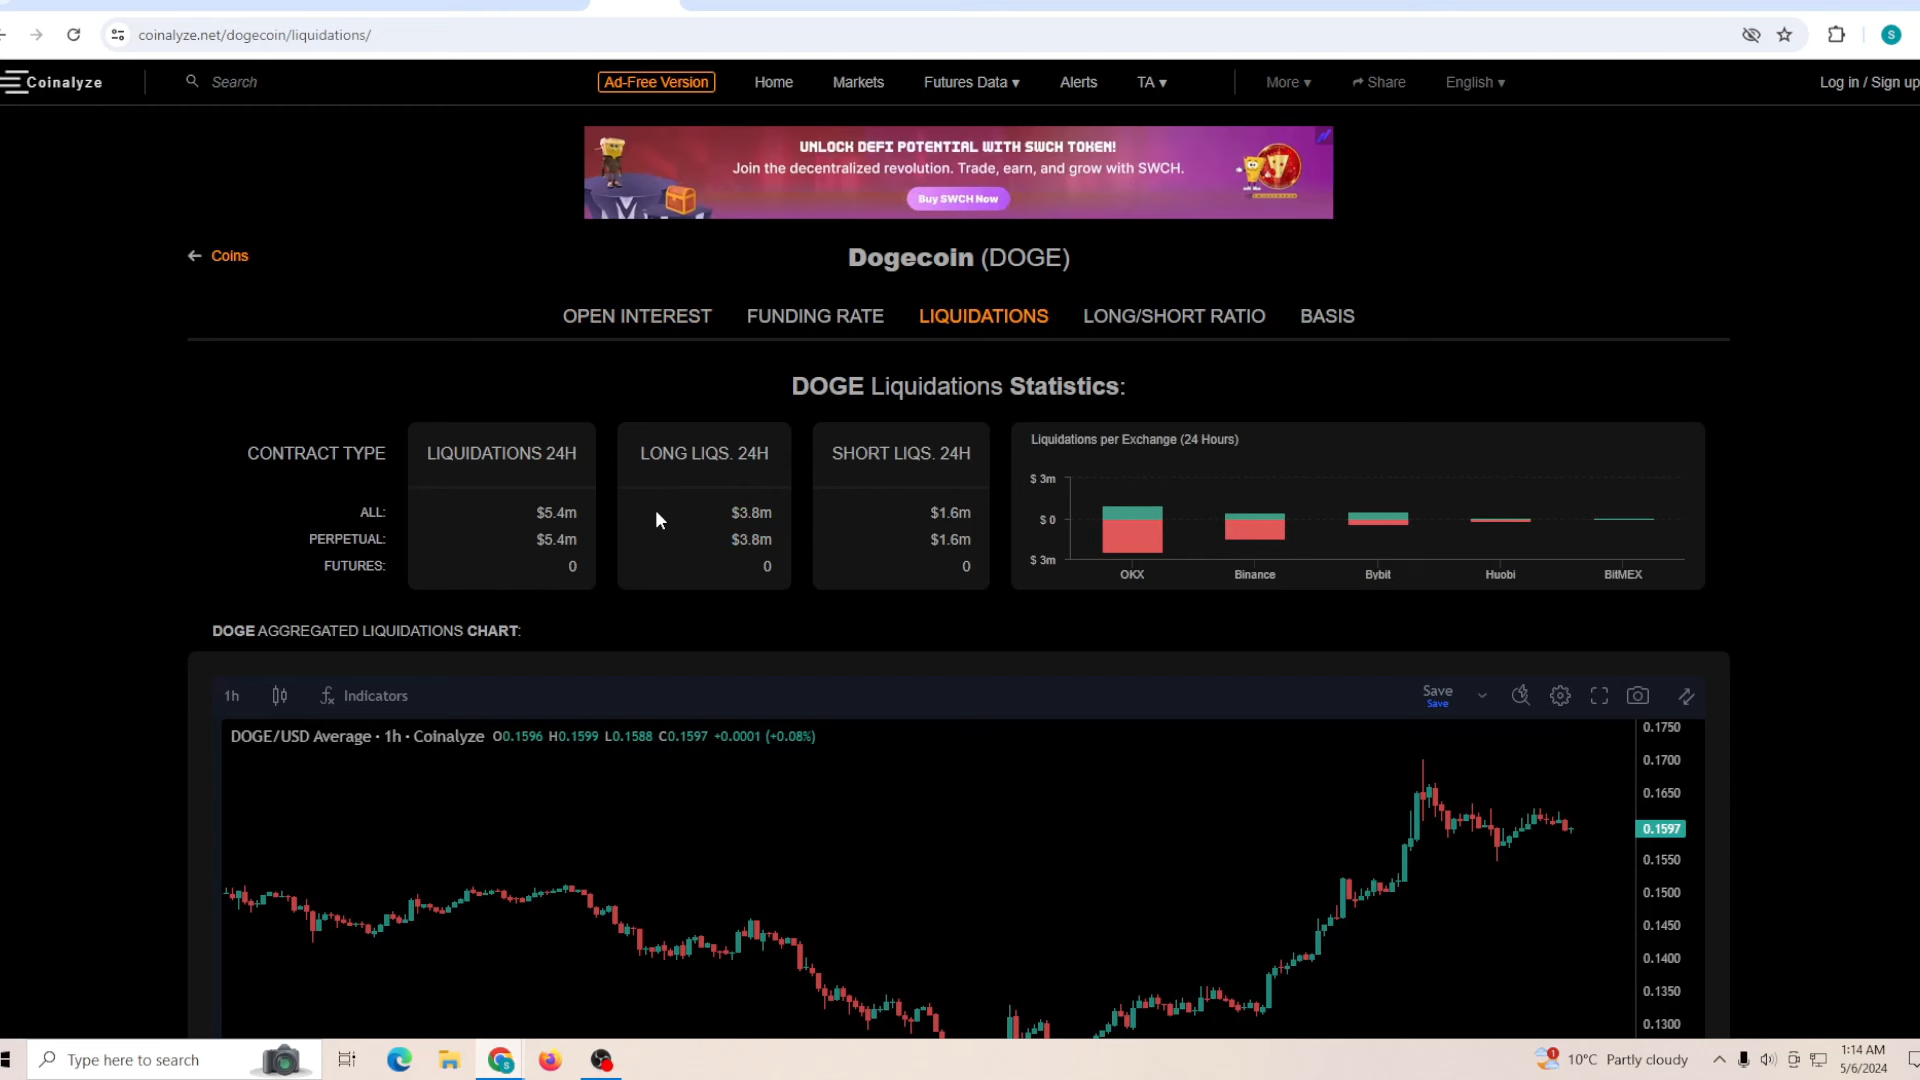 coinalyze.net/dogecoin/liquidations/
S
Coinalyze
Search
Ad-Free Version
Home
Markets
Futures Data ▾
Alerts
TA ▾
More ▾
Share
English ▾
Log in / Sign up
UNLOCK DEFI POTENTIAL WITH SWCH TOKEN!
Join the decentralized revolution. Trade, earn, and grow with SWCH.
Buy SWCH Now
← Coins
Dogecoin (DOGE)
OPEN INTEREST
FUNDING RATE
LIQUIDATIONS
LONG/SHORT RATIO
BASIS
DOGE Liquidations Statistics:
CONTRACT TYPE
LIQUIDATIONS 24H
LONG LIQS. 24H
SHORT LIQS. 24H
ALL: $5.4m $3.8m $1.6m
PERPETUAL: $5.4m $3.8m $1.6m
FUTURES: 0 0 0
Liquidations per Exchange (24 Hours)
$ 3m
$ 0
$ 3m
OKX
Binance
Bybit
Huobi
BitMEX
DOGE AGGREGATED LIQUIDATIONS CHART:
1h
Indicators
Save
Save
DOGE/USD Average · 1h · Coinalyze O0.1596 H0.1599 L0.1588 C0.1597 +0.0001 (+0.08%)
0.1750
0.1700
0.1650
0.1597
0.1550
0.1500
0.1450
0.1400
0.1350
0.1300
Type here to search
1
10°C Partly cloudy
1:14 AM
5/6/2024